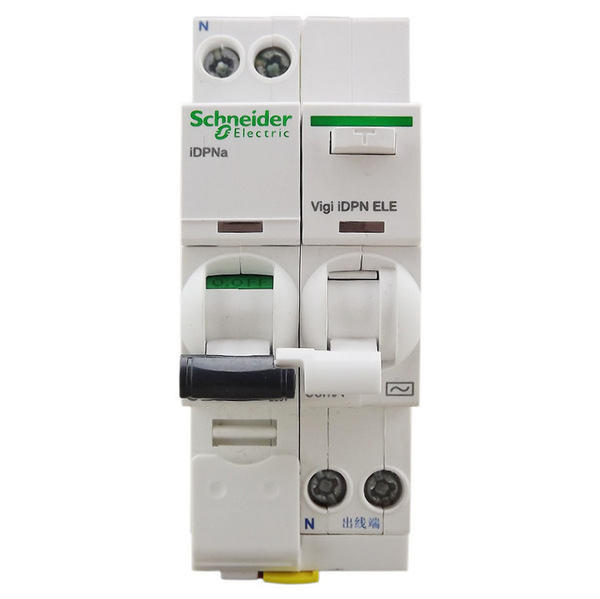 N
Schneider
Electric
iDPNa
Vigi iDPN ELE
T
O.OFF
N 出线端